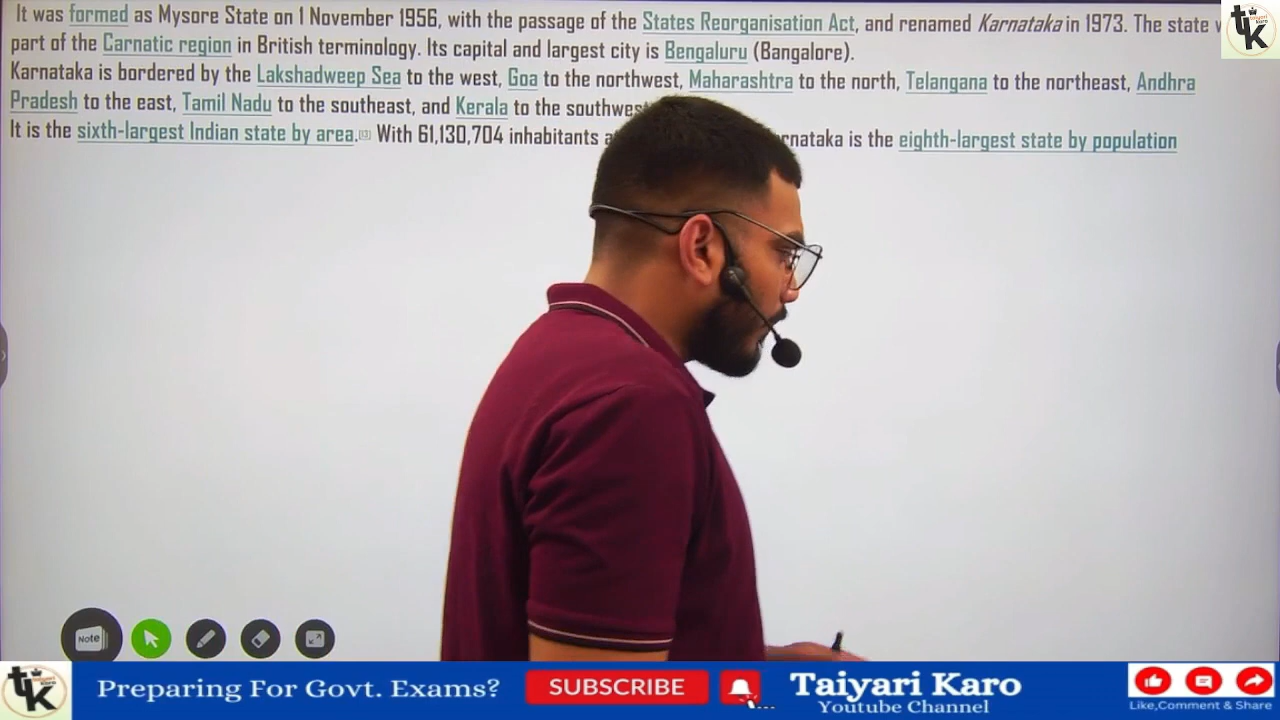 It was formed as Mysore State on 1 November 1956, with the passage of the States Reorganisation Act, and renamed Karnataka in 1973. The state
part of the Carnatic region in British terminology. Its capital and largest city is Bengaluru (Bangalore).
Karnataka is bordered by the Lakshadweep Sea to the west, Goa to the northwest, Maharashtra to the north, Telangana to the northeast, Andhra
Pradesh to the east, Tamil Nadu to the southeast, and Kerala to the southwest
It is the sixth-largest Indian state by area.[13] With 61,130,704 inhabitants is the eighth-largest state by population
tk
Note
tk
Preparing For Govt. Exams?
SUBSCRIBE
Taiyari Karo
Youtube Channel
Like,Comment & Share